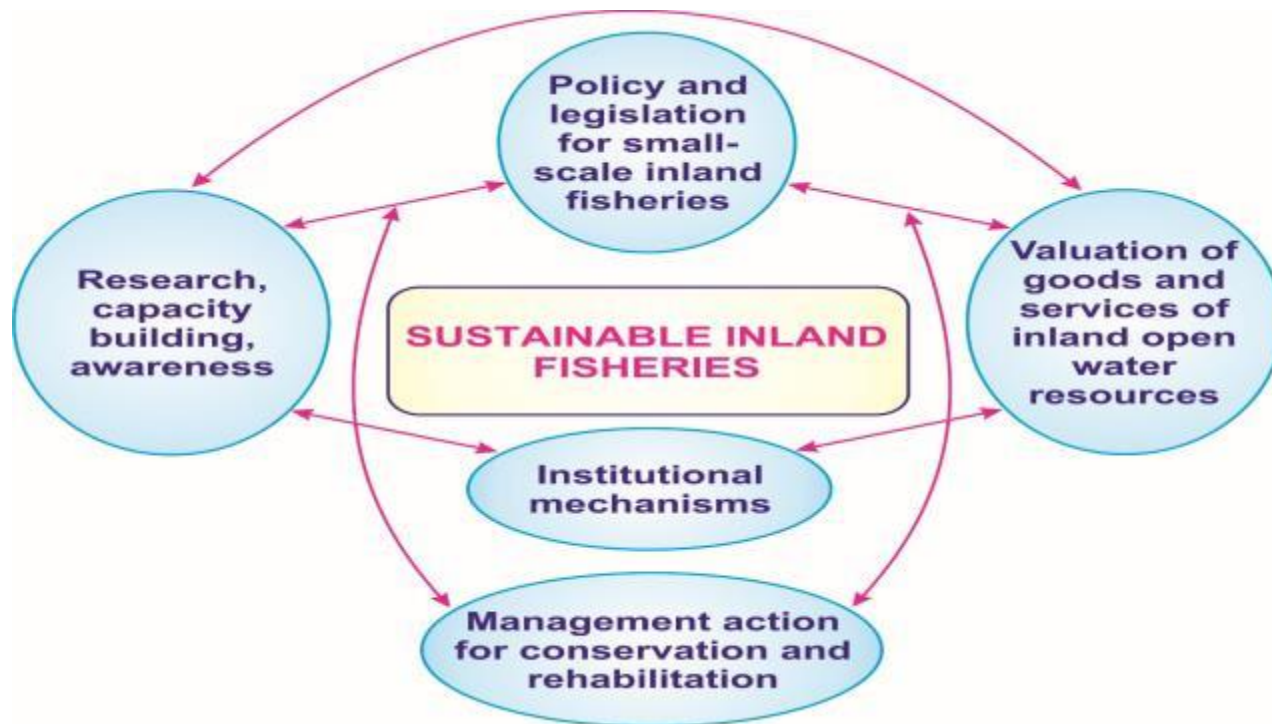 Policy and
legislation
for small-
scale inland
fisheries
Research,
capacity
building,
awareness
SUSTAINABLE INLAND
FISHERIES
Valuation of
goods and
services of
inland open
water
resources
Institutional
mechanisms
Management action
for conservation and
rehabilitation